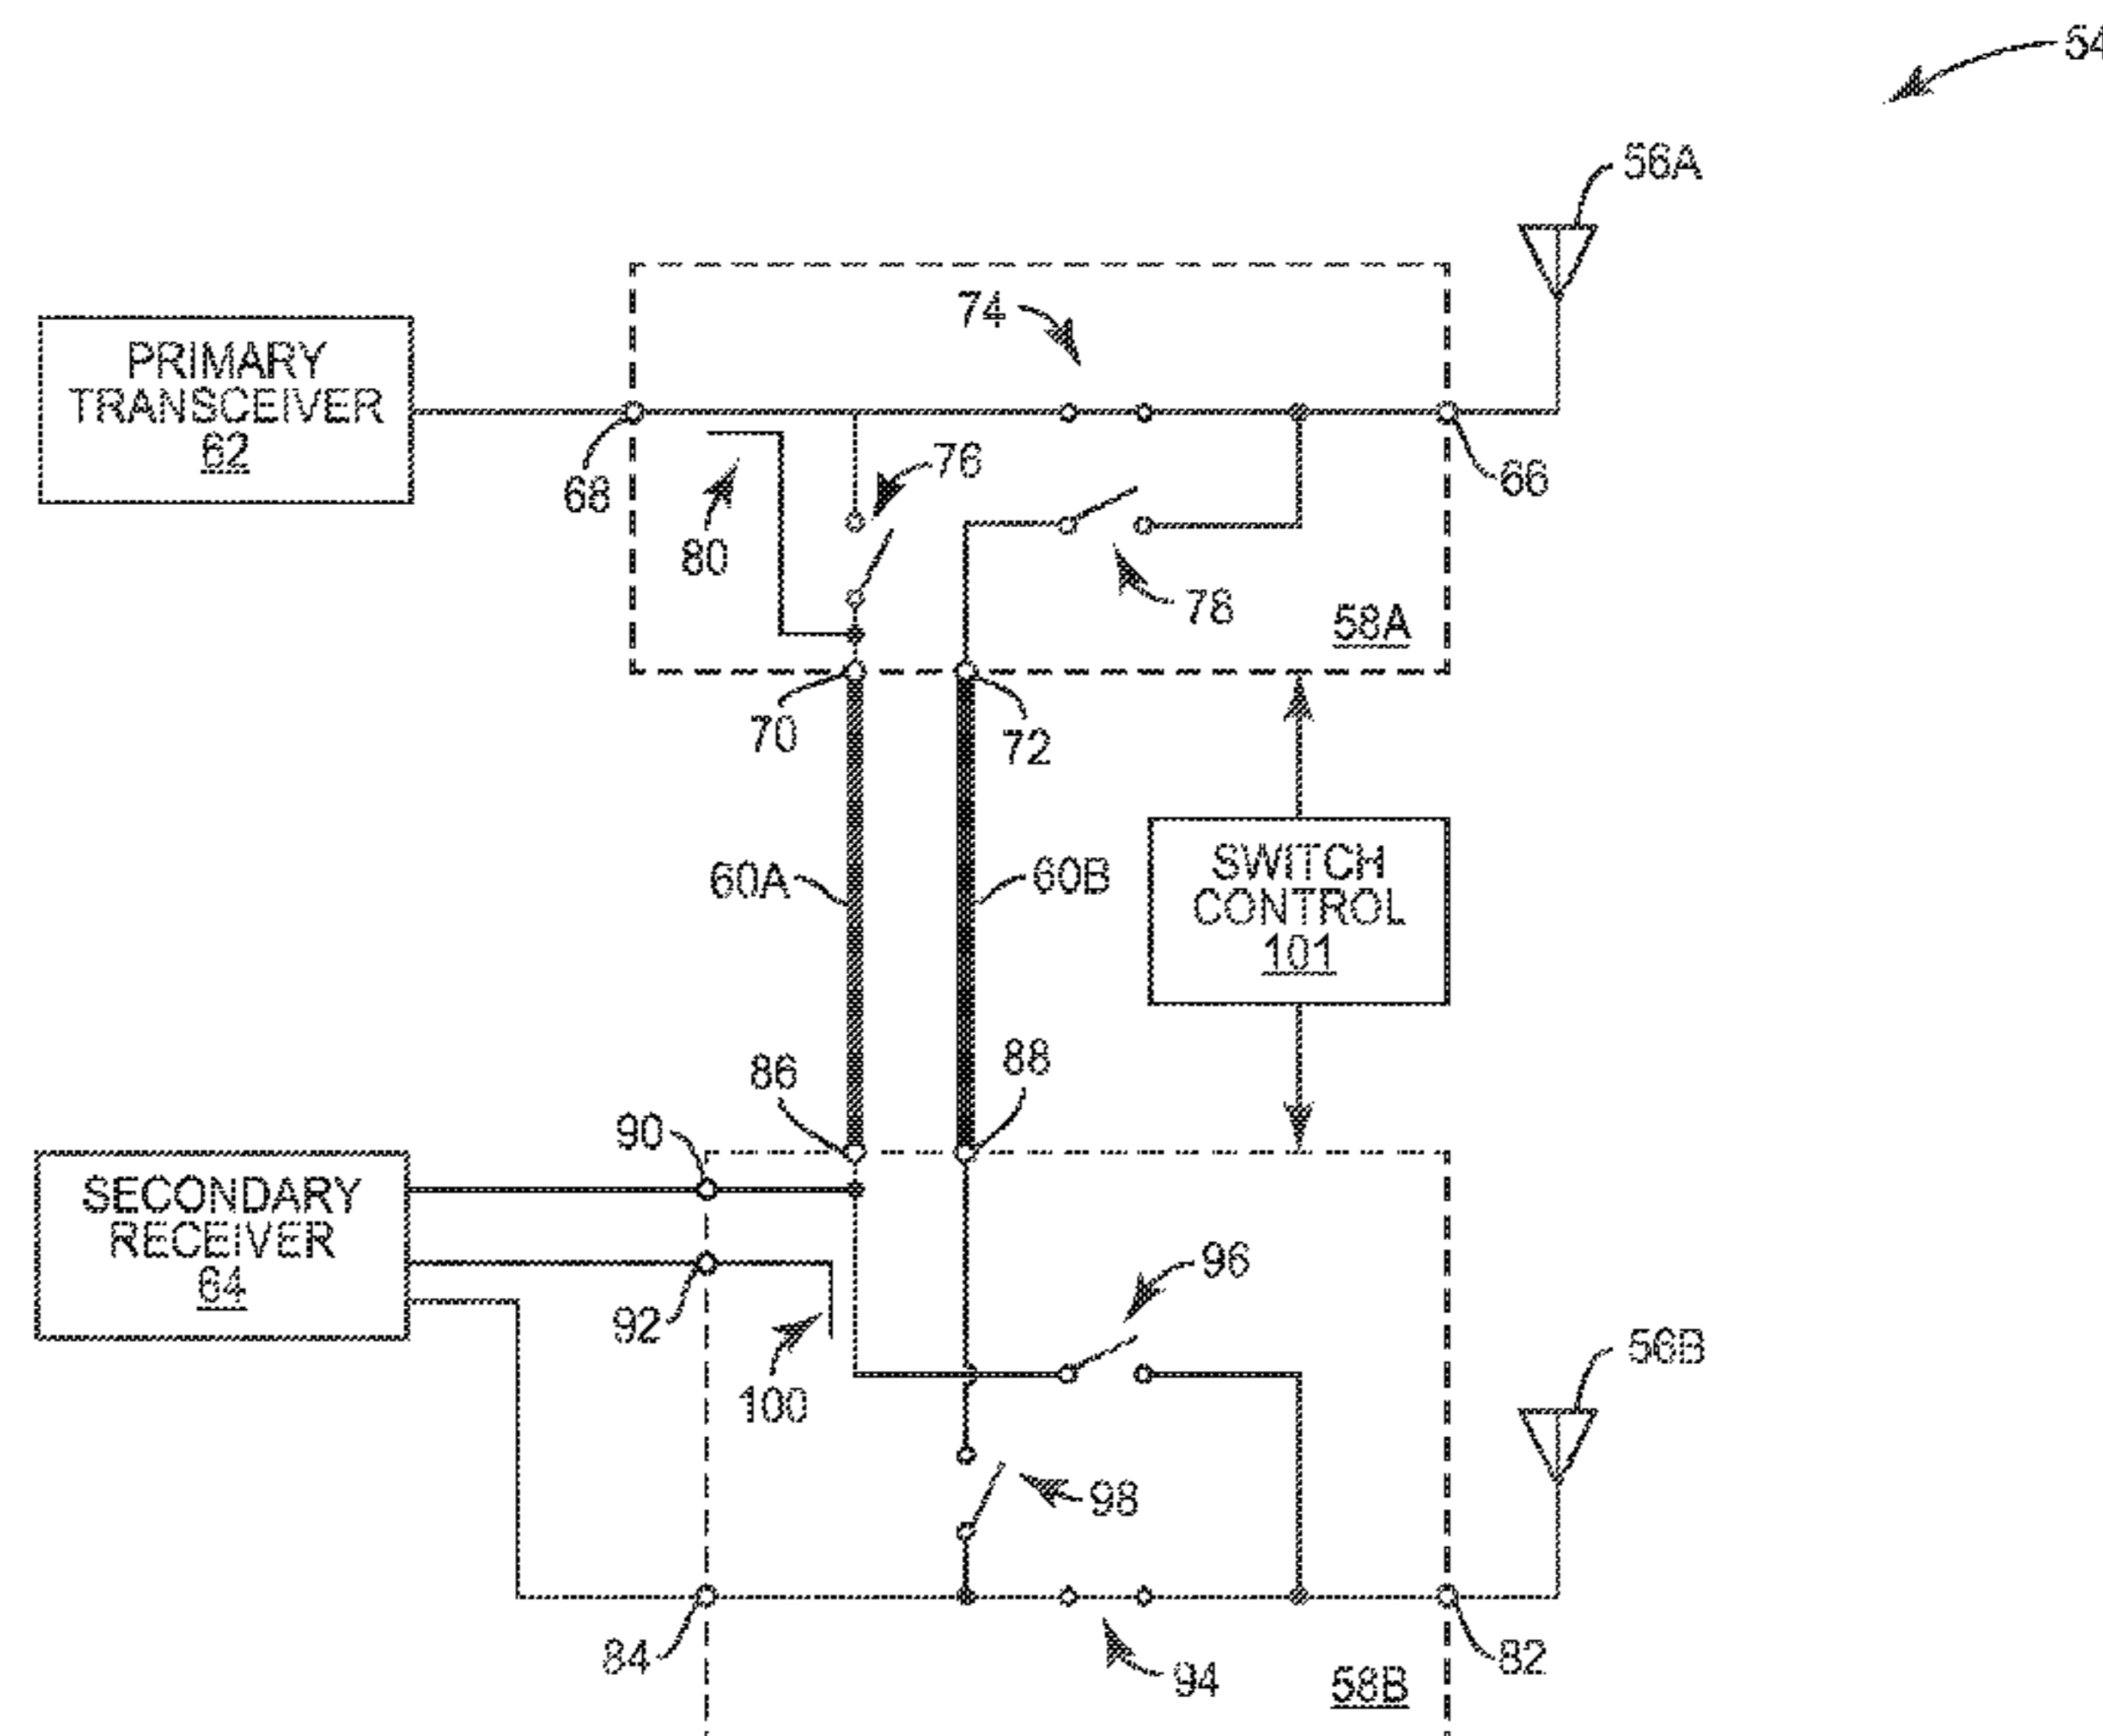 54
56A
74
PRIMARY
TRANSCEIVER
62
76
68
66
80
78
58A
70
72
60A
60B
SWITCH
CONTROL
101
86
88
90
SECONDARY
RECEIVER
64
96
92
56B
100
98
84
94
82
58B